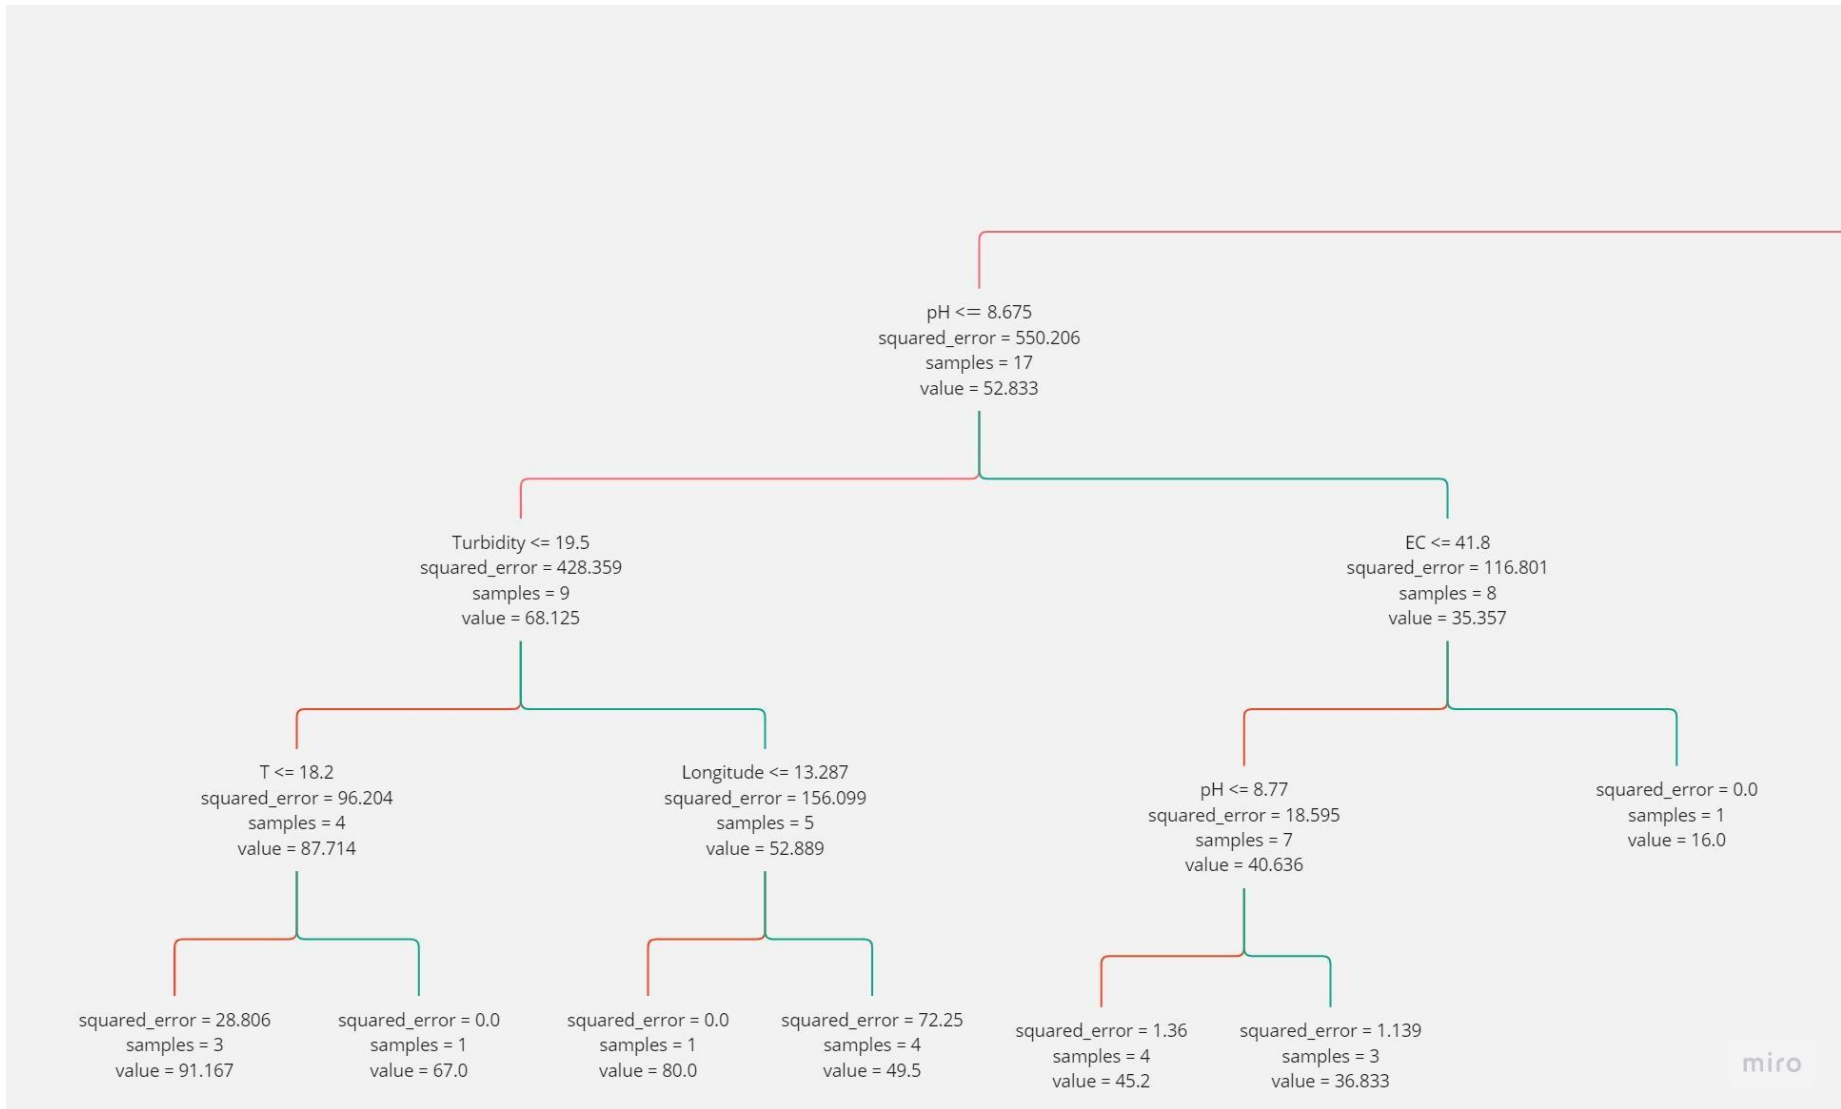 pH <= 8.675
squared_error = 550.206
samples = 17
value = 52.833
Turbidity <= 19.5
squared_error = 428.359
samples = 9
value = 68.125
EC <= 41.8
squared_error = 116.801
samples = 8
value = 35.357
T <= 18.2
squared_error = 96.204
samples = 4
value = 87.714
Longitude <= 13.287
squared_error = 156.099
samples = 5
value = 52.889
pH <= 8.77
squared_error = 18.595
samples = 7
value = 40.636
squared_error = 0.0
samples = 1
value = 16.0
squared_error = 28.806
samples = 3
value = 91.167
squared_error = 0.0
samples = 1
value = 67.0
squared_error = 0.0
samples = 1
value = 80.0
squared_error = 72.25
samples = 4
value = 49.5
squared_error = 1.36
samples = 4
value = 45.2
squared_error = 1.139
samples = 3
value = 36.833
miro